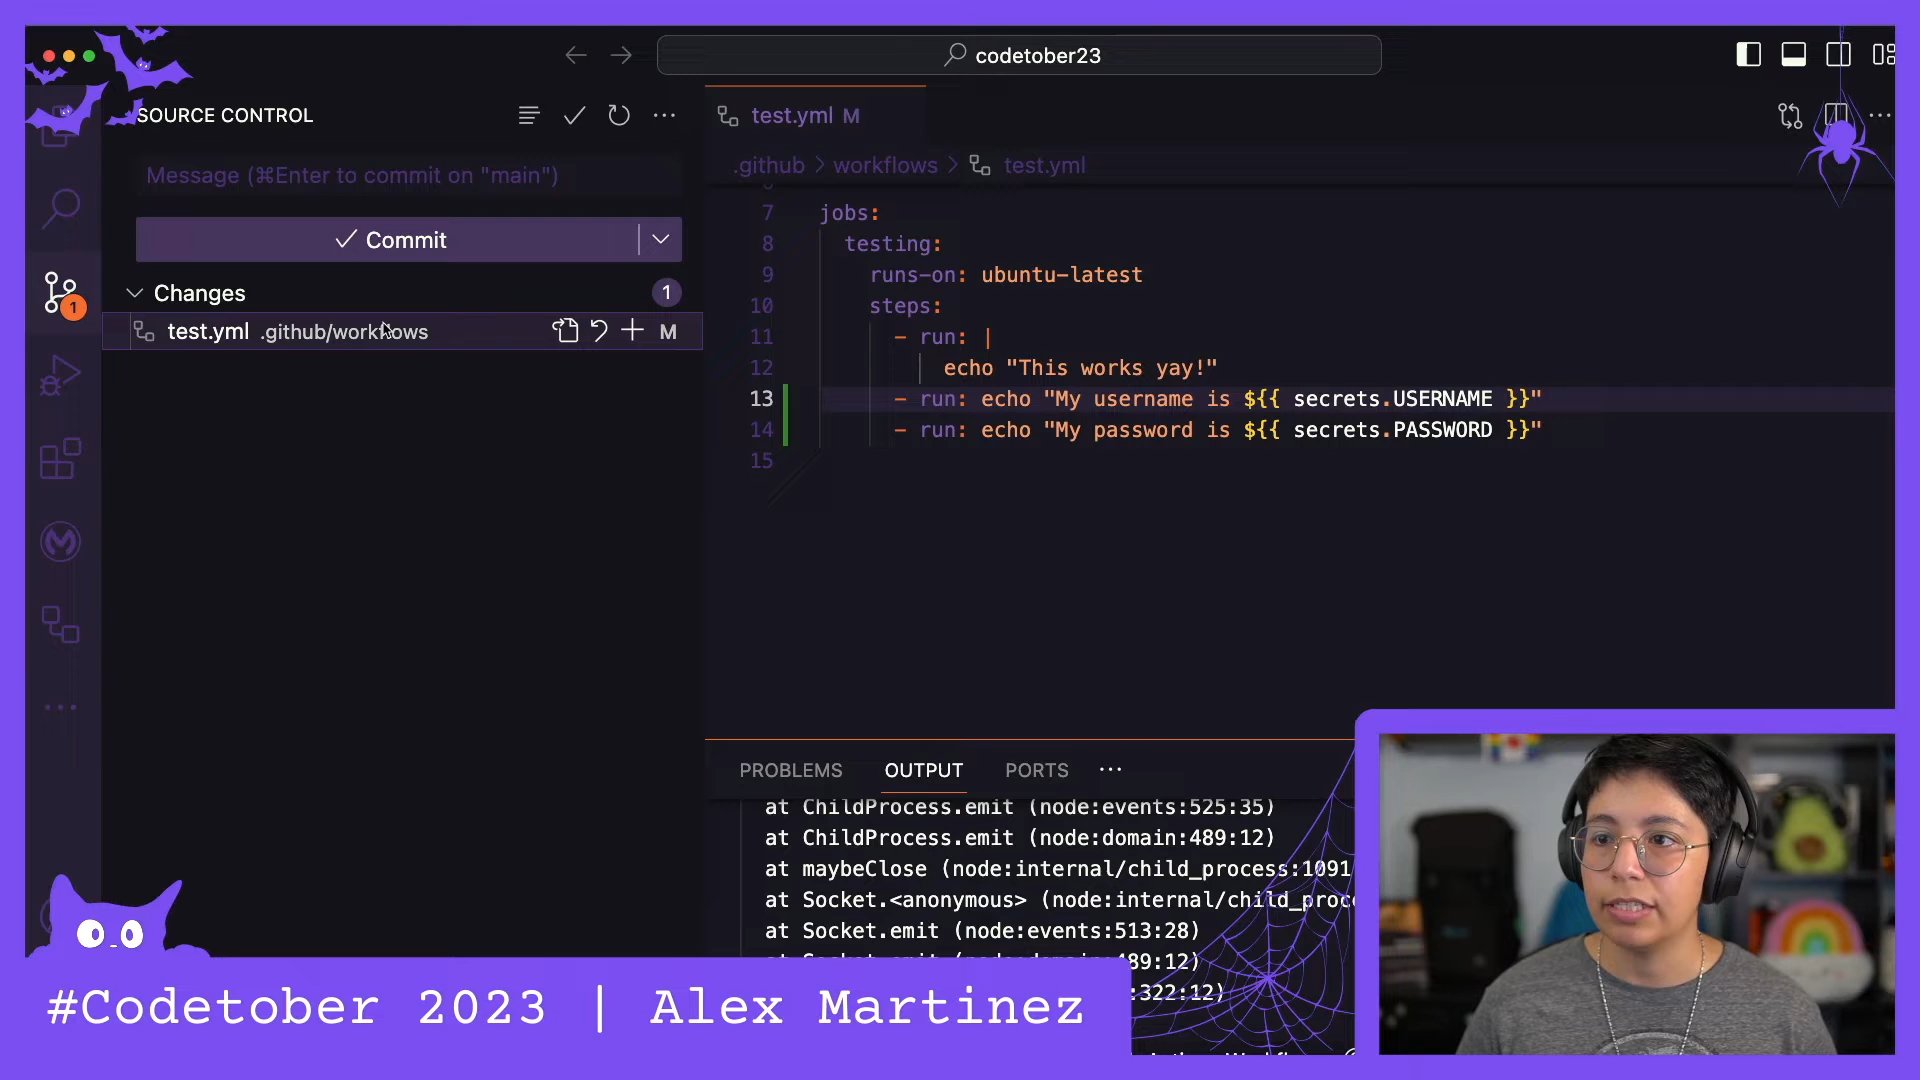 codetober23
SOURCE CONTROL
Message (⌘Enter to commit on "main")
Commit
Changes
1
1
test.yml .github/workflows
M
test.yml M
.github > workflows > test.yml
7 jobs:
8 testing:
9 runs-on: ubuntu-latest
10 steps:
11 - run: |
12 echo "This works yay!"
13 - run: echo "My username is ${{ secrets.USERNAME }}"
14 - run: echo "My password is ${{ secrets.PASSWORD }}"
15
PROBLEMS OUTPUT PORTS ...
at ChildProcess.emit (node:events:525:35)
at ChildProcess.emit (node:domain:489:12)
at maybeClose (node:internal/child_process:1091
at Socket.<anonymous> (node:internal/child_proc
at Socket.emit (node:events:513:28)
89:12)
:322:12)
#Codetober 2023 | Alex Martinez